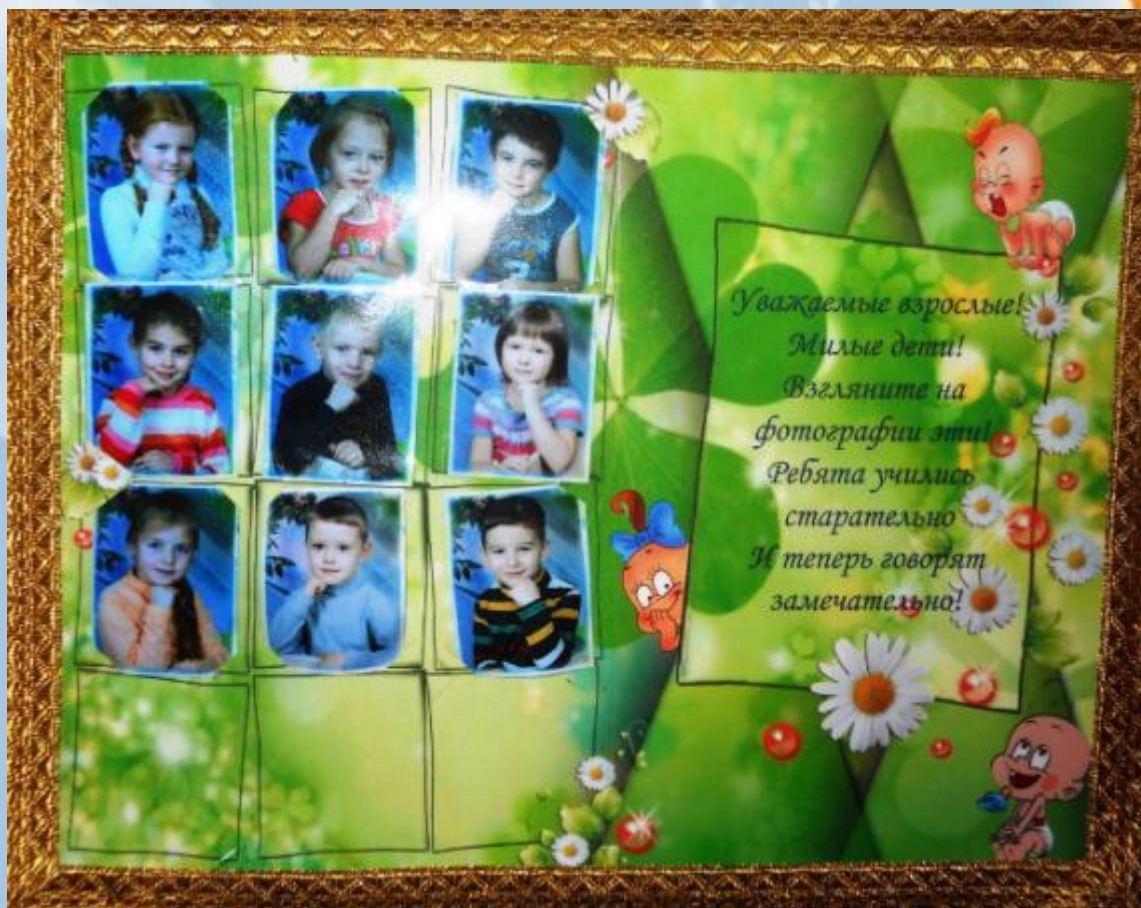 Уважаемые взрослые!
Милые дети!
Взгляните на
фотографии эти!
Ребята учились
старательно
И теперь говорят
замечательно!